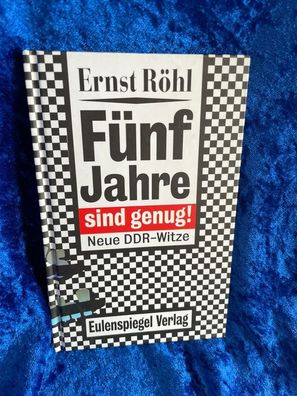 Ernst Röhl
Fünf
Jahre
sind genug!
Neue DDR-Witze
Eulenspiegel Verlag